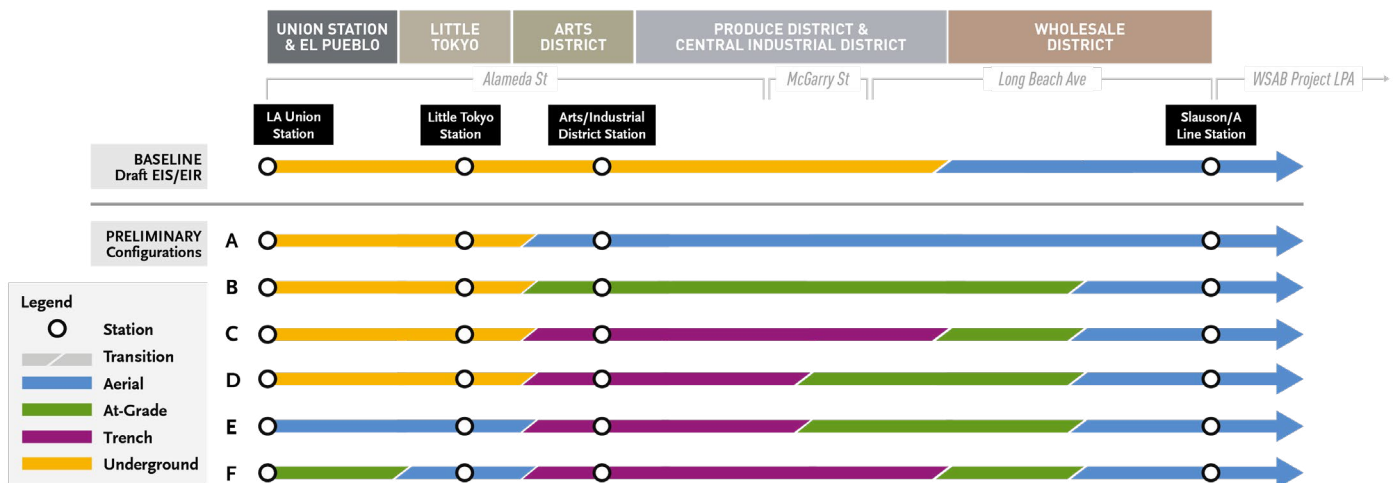 UNION STATION
& EL PUEBLO
LITTLE
TOKYO
ARTS
DISTRICT
PRODUCE DISTRICT &
CENTRAL INDUSTRIAL DISTRICT
WHOLESALE
DISTRICT
Alameda St
McGarry St
Long Beach Ave
WSAB Project LPA
LA Union
Station
Little Tokyo
Station
Arts/Industrial
District Station
Slauson/A
Line Station
BASELINE
Draft EIS/EIR
PRELIMINARY
Configurations
A
B
C
D
E
F
Legend
Station
Transition
Aerial
At-Grade
Trench
Underground